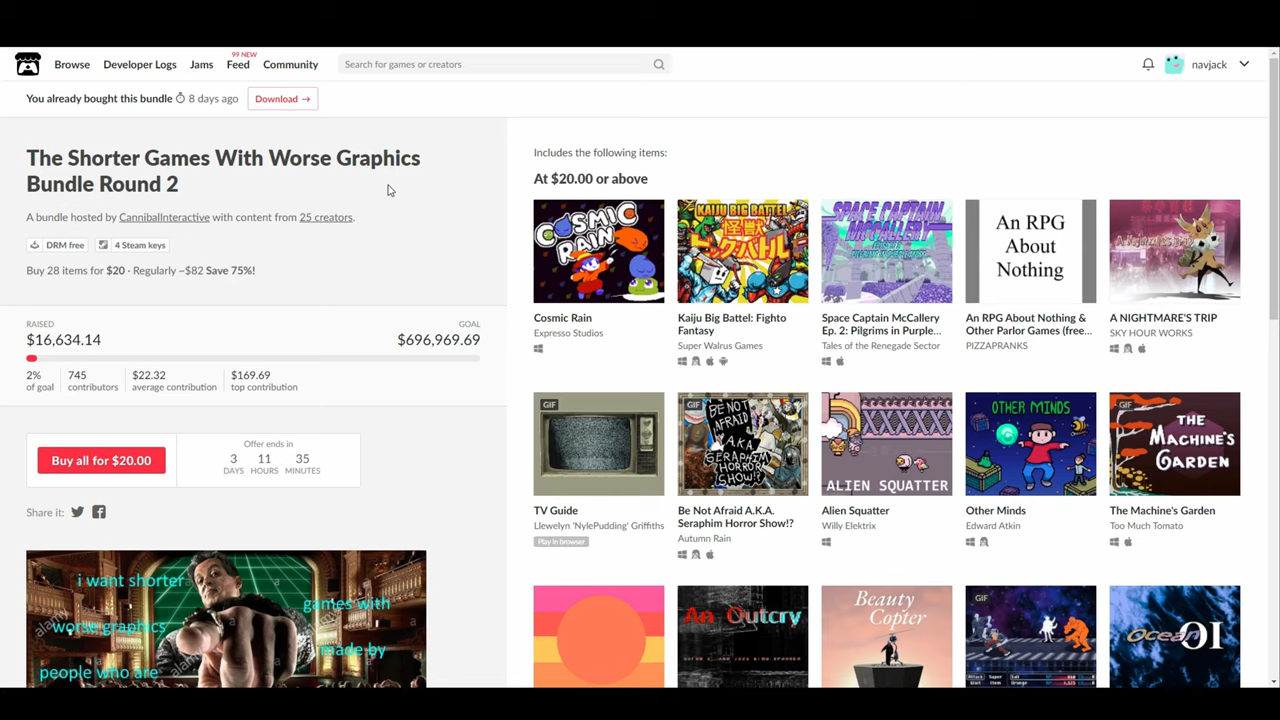 Browse
Developer Logs
Jams
99 NEW
Feed
Community
Search for games or creators
navjack
You already bought this bundle 8 days ago
Download →
The Shorter Games With Worse Graphics
Bundle Round 2
A bundle hosted by CannibalInteractive with content from 25 creators.
DRM free
4 Steam keys
Buy 28 items for $20 · Regularly ~$82 Save 75%!
RAISED
GOAL
$16,634.14
$696,969.69
2%
of goal
745
contributors
$22.32
average contribution
$169.69
top contribution
Buy all for $20.00
Offer ends in
3
DAYS
11
HOURS
35
MINUTES
Share it:
i want shorter
games with
worse graphics
made by
people who are
Includes the following items:
At $20.00 or above
COSMIC
RAIN
Cosmic Rain
Expresso Studios
KAIJU BIG BATTEL
Kaiju Big Battel: Fighto
Fantasy
Super Walrus Games
SPACE CAPTAIN
MCCALLERY
Space Captain McCallery
Ep. 2: Pilgrims in Purple...
Tales of the Renegade Sector
An RPG
About
Nothing
An RPG About Nothing &
Other Parlor Games (free...
PIZZAPRANKS
A NIGHTMARE'S TRIP
SKY HOUR WORKS
GIF
TV Guide
Llewelyn 'NylePudding' Griffiths
Play in browser
GIF
BE NOT
AFRAID
A.K.A.
SERAPHIM
HORROR
SHOW!?
Be Not Afraid A.K.A.
Seraphim Horror Show!?
Autumn Rain
ALIEN SQUATTER
Alien Squatter
Willy Elektrix
OTHER MINDS
Other Minds
Edward Atkin
GIF
THE
MACHINE'S
GARDEN
The Machine's Garden
Too Much Tomato
An Outcry
Beauty
Copter
GIF
Ocean OI